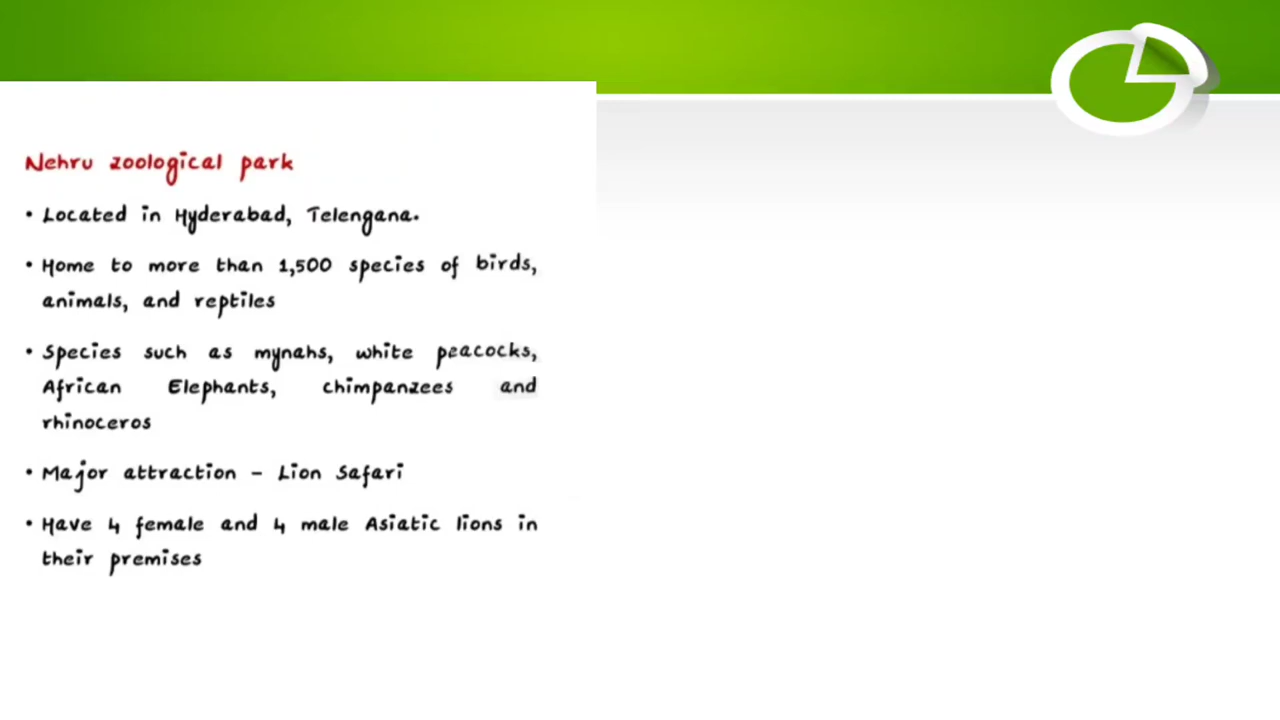 Nehru zoological park
• Located in Hyderabad, Telengana.
• Home to more than 1,500 species of birds,
animals, and reptiles
• Species such as mynahs, white peacocks,
African Elephants, chimpanzees and
rhinoceros
• Major attraction – Lion Safari
• Have 4 female and 4 male Asiatic lions in
their premises